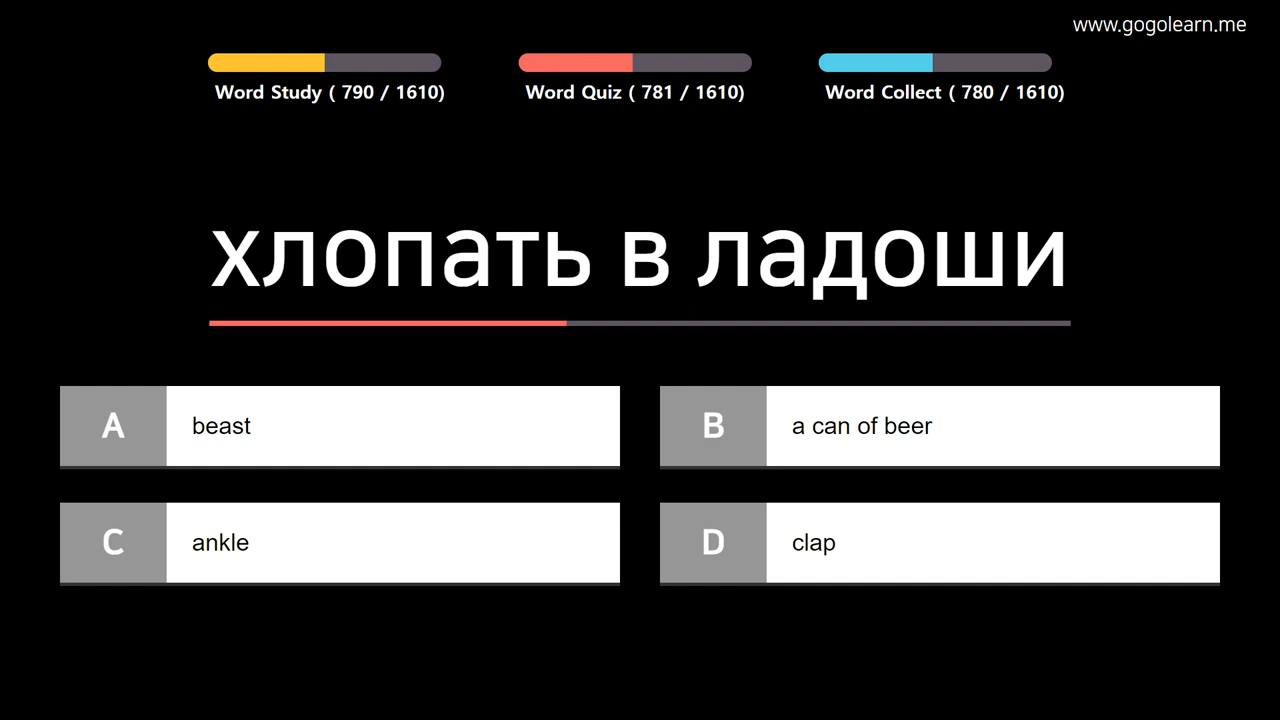 www.gogolearn.me
Word Study ( 790 / 1610)
Word Quiz ( 781 / 1610)
Word Collect ( 780 / 1610)
хлопать в ладоши
A beast
B a can of beer
C ankle
D clap